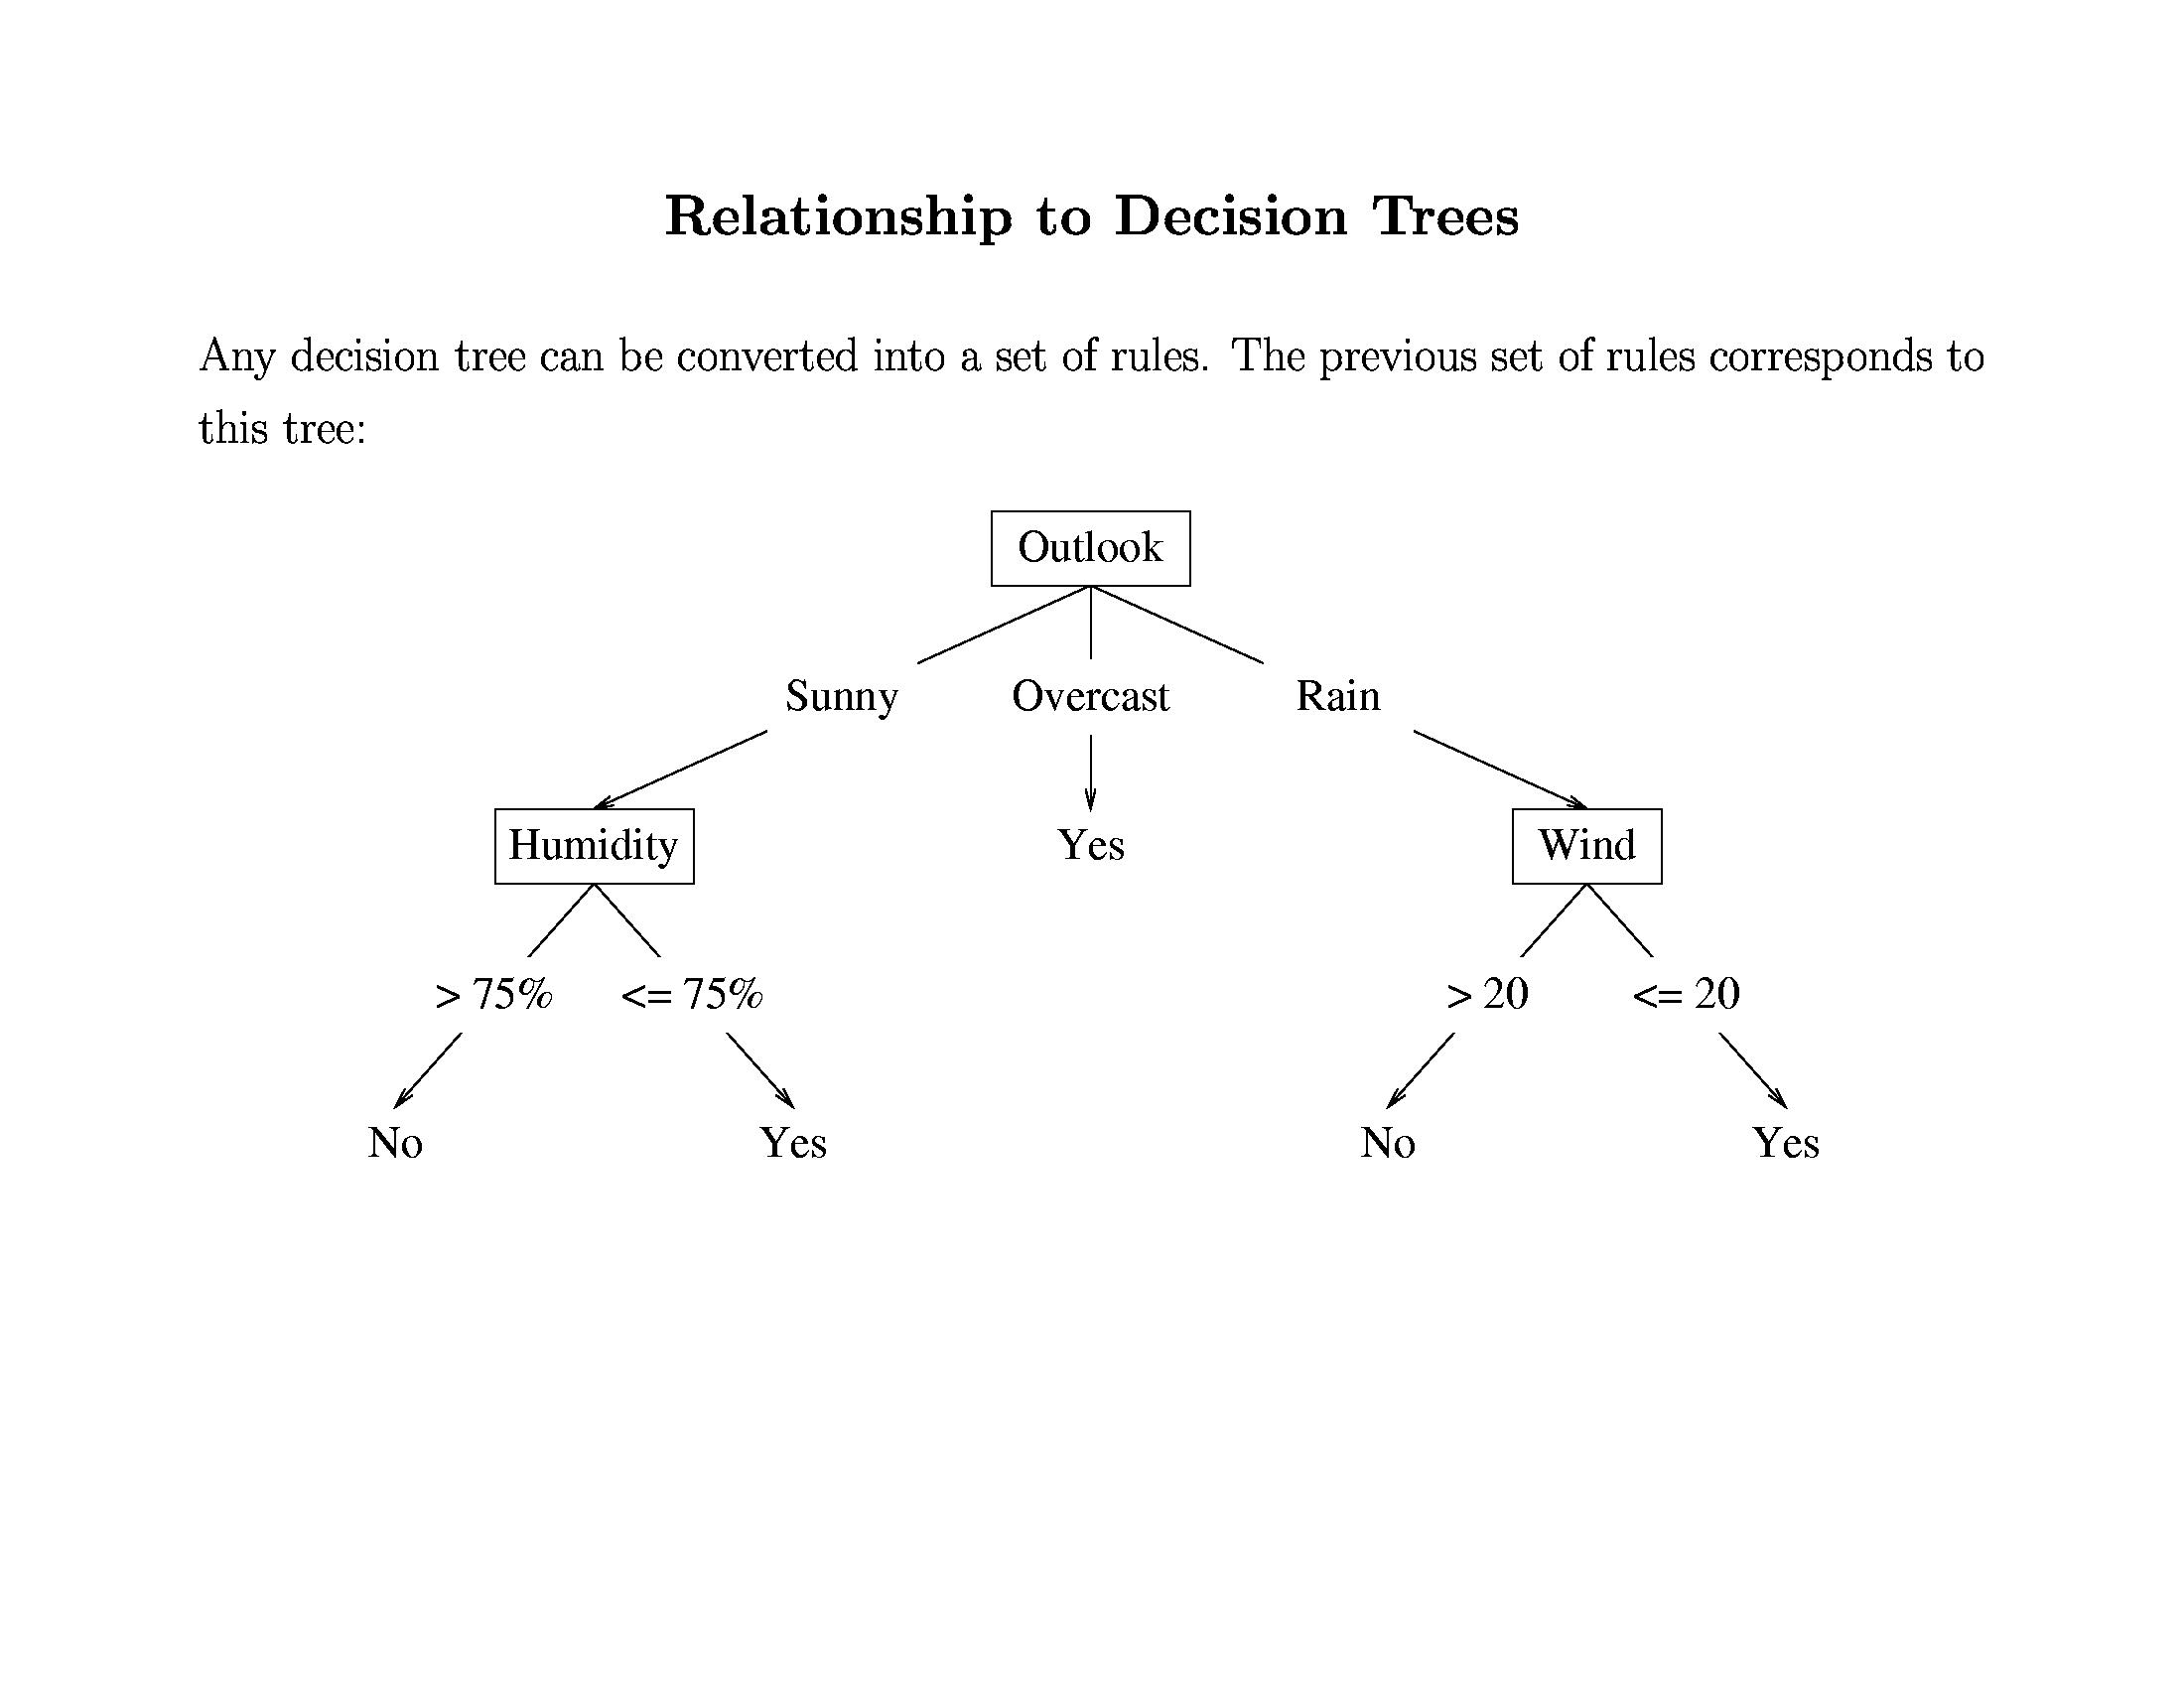 Relationship to Decision Trees
Any decision tree can be converted into a set of rules. The previous set of rules corresponds to
this tree:
Outlook
Sunny Overcast Rain
Humidity Yes Wind
> 75% <= 75% > 20 <= 20
No Yes No Yes